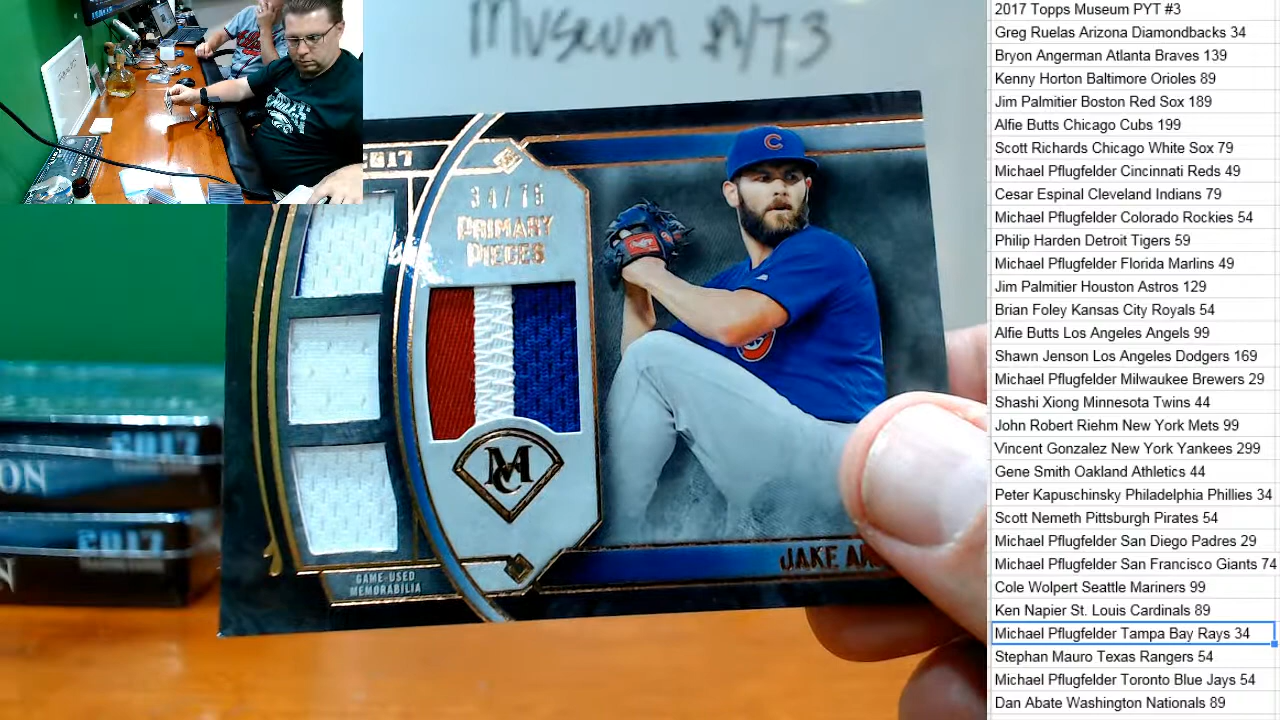 Museum PYT3
2017
34/75
PRIMARY
PIECES
C
MC
GAME-USED
MEMORABILIA
JAKE
ON
2017
2017
N
2017 Topps Museum PYT #3
Greg Ruelas Arizona Diamondbacks 34
Bryon Angerman Atlanta Braves 139
Kenny Horton Baltimore Orioles 89
Jim Palmitier Boston Red Sox 189
Alfie Butts Chicago Cubs 199
Scott Richards Chicago White Sox 79
Michael Pflugfelder Cincinnati Reds 49
Cesar Espinal Cleveland Indians 79
Michael Pflugfelder Colorado Rockies 54
Philip Harden Detroit Tigers 59
Michael Pflugfelder Florida Marlins 49
Jim Palmitier Houston Astros 129
Brian Foley Kansas City Royals 54
Alfie Butts Los Angeles Angels 99
Shawn Jenson Los Angeles Dodgers 169
Michael Pflugfelder Milwaukee Brewers 29
Shashi Xiong Minnesota Twins 44
John Robert Riehm New York Mets 99
Vincent Gonzalez New York Yankees 299
Gene Smith Oakland Athletics 44
Peter Kapuschinsky Philadelphia Phillies 34
Scott Nemeth Pittsburgh Pirates 54
Michael Pflugfelder San Diego Padres 29
Michael Pflugfelder San Francisco Giants 74
Cole Wolpert Seattle Mariners 99
Ken Napier St. Louis Cardinals 89
Michael Pflugfelder Tampa Bay Rays 34
Stephan Mauro Texas Rangers 54
Michael Pflugfelder Toronto Blue Jays 54
Dan Abate Washington Nationals 89